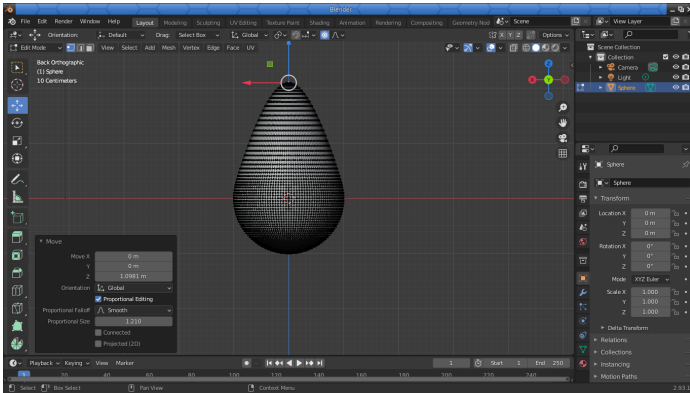 Blender
File Edit Render Window Help
Layout Modeling Sculpting UV Editing Texture Paint Shading Animation Rendering Compositing Geometry Nod
Scene
View Layer
Orientation: Default Drag: Select Box Global
X Y Z Options
Edit Mode View Select Add Mesh Vertex Edge Face UV
Back Orthographic
(1) Sphere
10 Centimeters
Z
Y
Scene Collection
Collection
Camera
Light
Sphere
Sphere
Sphere
Transform
Location X 0 m
Y 0 m
Z 0 m
Rotation X 0°
Y 0°
Z 0°
Mode XYZ Euler
Scale X 1.000
Y 1.000
Z 1.000
Delta Transform
Relations
Collections
Instancing
Motion Paths
Move
Move X 0 m
Y 0 m
Z 1.0981 m
Orientation Global
Proportional Editing
Proportional Falloff Smooth
Proportional Size 1.210
Connected
Projected (2D)
Playback Keying View Marker
1 Start 1 End 250
1 20 40 60 80 100 120 140 160 180 200 220 240
Select Box Select Pan View Context Menu